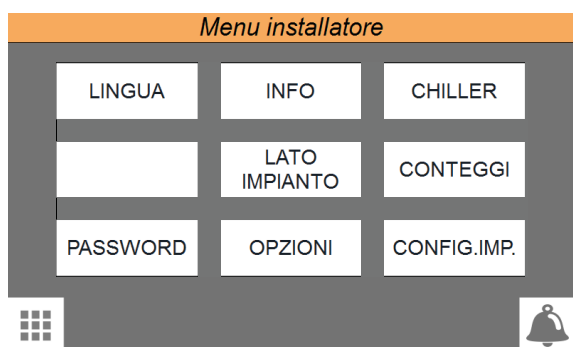 Menu installatore
LINGUA
INFO
CHILLER
LATO
IMPIANTO
CONTEGGI
PASSWORD
OPZIONI
CONFIG.IMP.